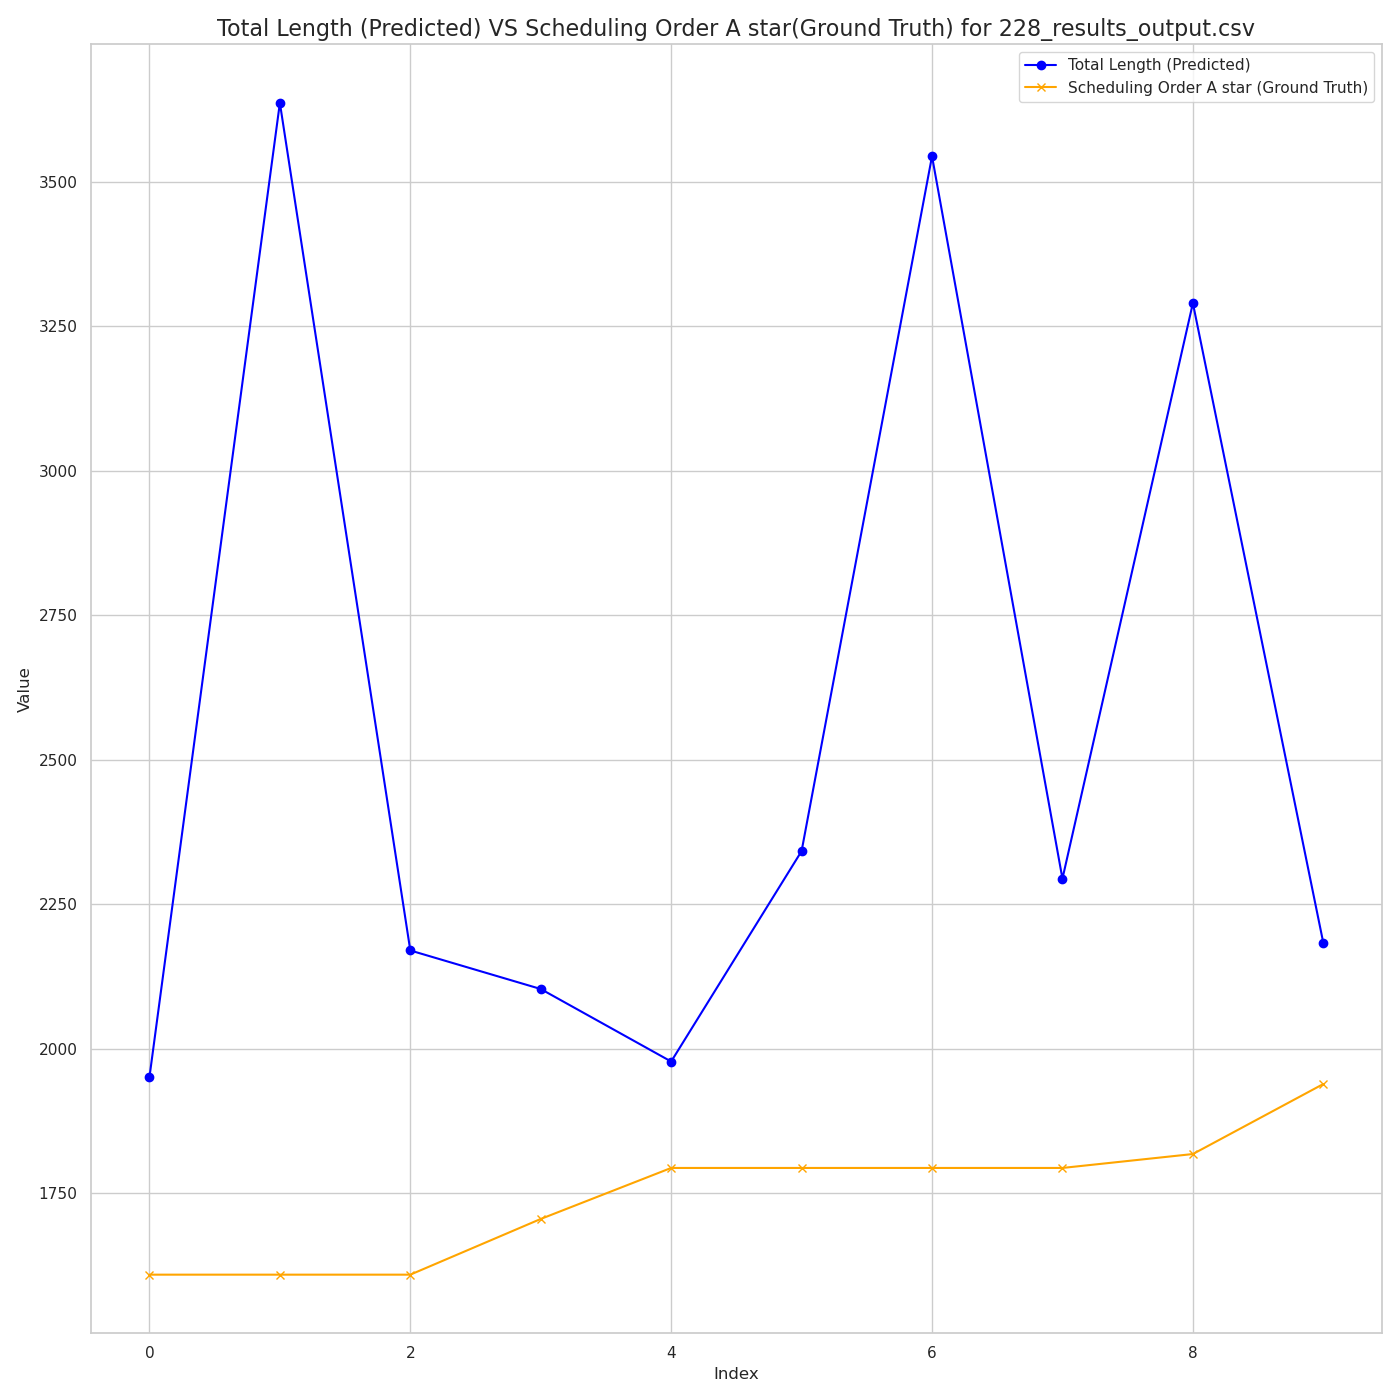 Total Length (Predicted) VS Scheduling Order A star(Ground Truth) for 228_results_output.csv
Total Length (Predicted)
Scheduling Order A star (Ground Truth)
3500
3250
3000
2750
2500
2250
2000
1750
Value
0 2 4 6 8
Index